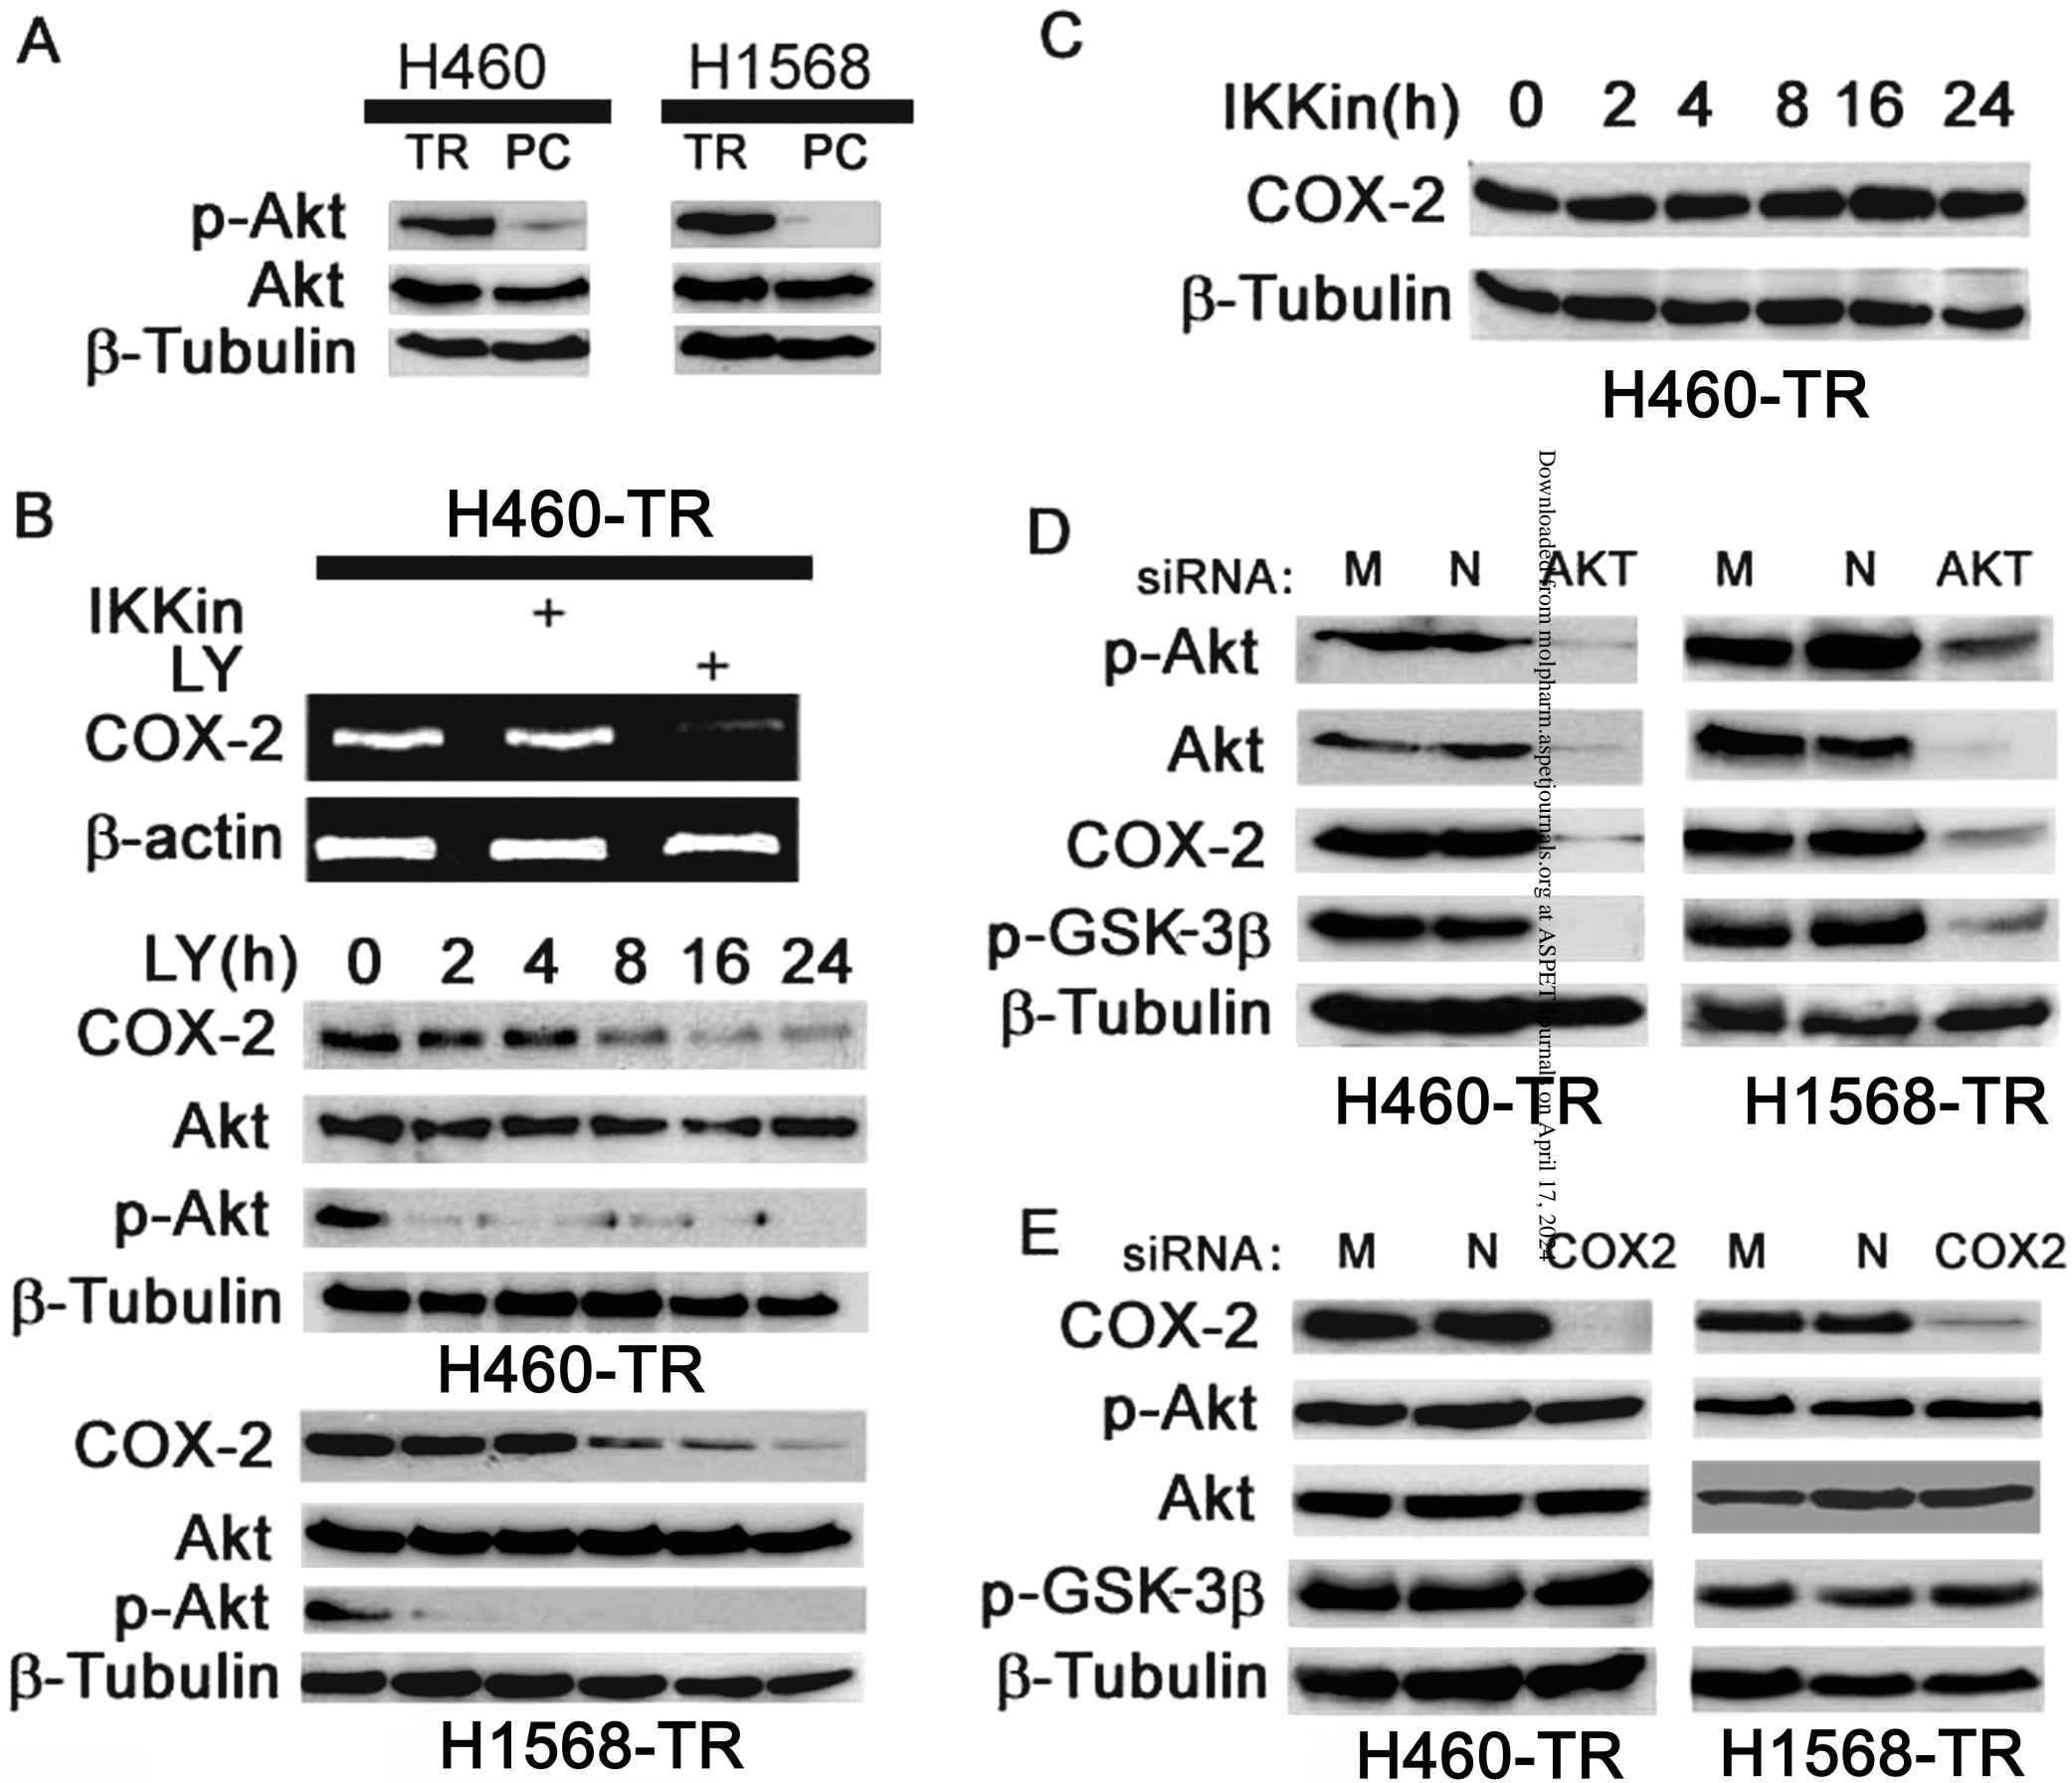 A
H460 H1568
TR PC TR PC
p-Akt
Akt
β-Tubulin
B
H460-TR
IKKin +
LY +
COX-2
β-actin
LY(h) 0 2 4 8 16 24
COX-2
Akt
p-Akt
β-Tubulin
H460-TR
COX-2
Akt
p-Akt
β-Tubulin
H1568-TR
C
IKKin(h) 0 2 4 8 16 24
COX-2
β-Tubulin
H460-TR
D
siRNA: M N AKT M N AKT
p-Akt
Akt
COX-2
p-GSK-3β
β-Tubulin
H460-TR H1568-TR
E
siRNA: M N COX2 M N COX2
COX-2
p-Akt
Akt
p-GSK-3β
β-Tubulin
H460-TR H1568-TR
Downloaded from molpharm.aspetjournals.org at ASPET Journals on April 17, 2024